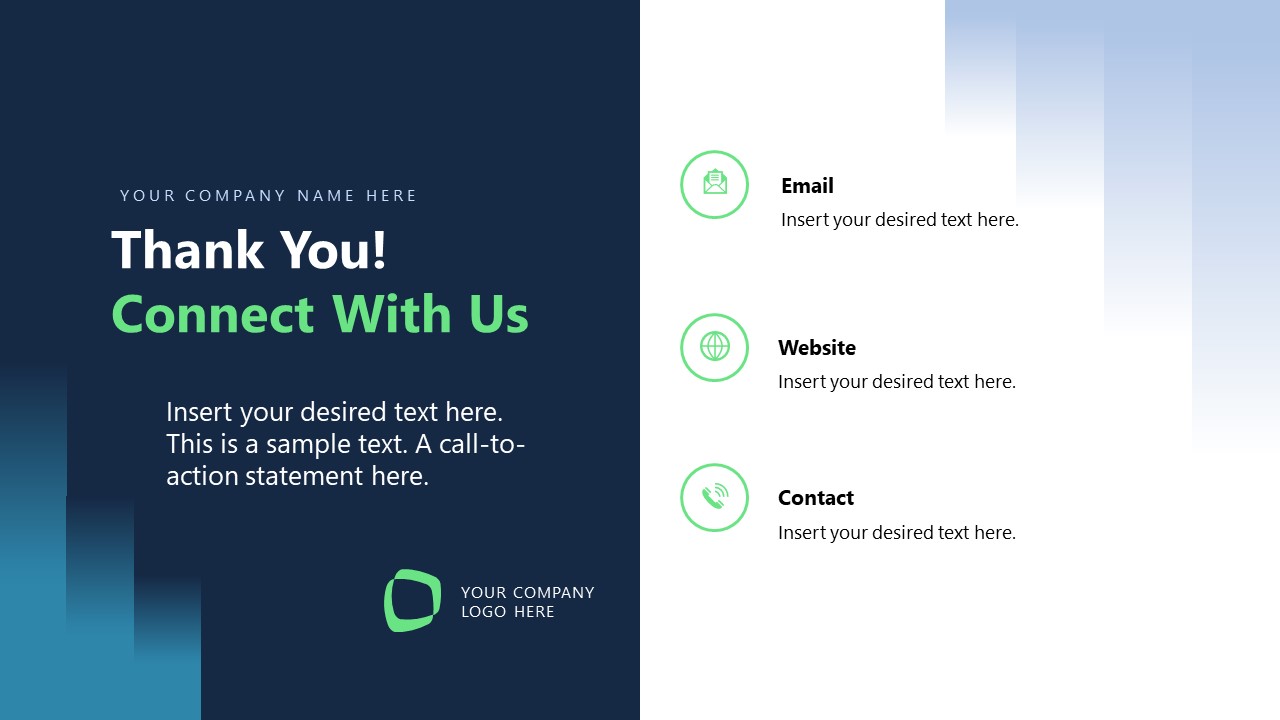 YOUR COMPANY NAME HERE
Thank You!
Connect With Us
Insert your desired text here.
This is a sample text. A call-to-
action statement here.
YOUR COMPANY
LOGO HERE
Email
Insert your desired text here.
Website
Insert your desired text here.
Contact
Insert your desired text here.